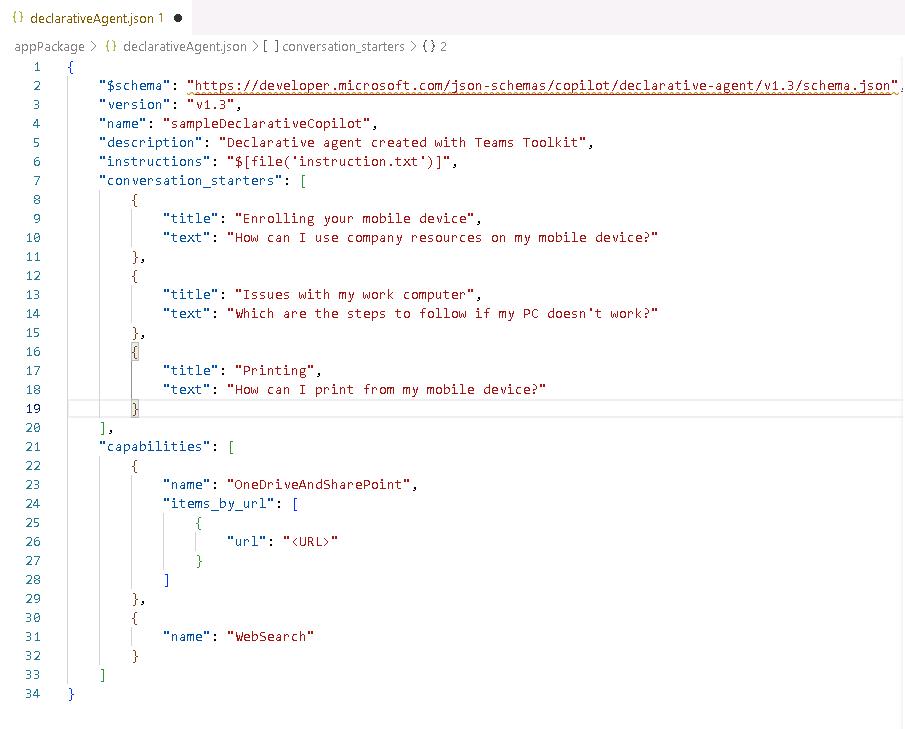 {} declarativeAgent.json 1 ●
appPackage > {} declarativeAgent.json > [ ] conversation_starters > {} 2
1 {
2     "$schema": "https://developer.microsoft.com/json-schemas/copilot/declarative-agent/v1.3/schema.json",
3     "version": "v1.3",
4     "name": "sampleDeclarativeCopilot",
5     "description": "Declarative agent created with Teams Toolkit",
6     "instructions": "$[file('instruction.txt')]",
7     "conversation_starters": [
8         {
9             "title": "Enrolling your mobile device",
10             "text": "How can I use company resources on my mobile device?"
11         },
12         {
13             "title": "Issues with my work computer",
14             "text": "Which are the steps to follow if my PC doesn't work?"
15         },
16         {
17             "title": "Printing",
18             "text": "How can I print from my mobile device?"
19         }
20     ],
21     "capabilities": [
22         {
23             "name": "OneDriveAndSharePoint",
24             "items_by_url": [
25                 {
26                     "url": "<URL>"
27                 }
28             ]
29         },
30         {
31             "name": "WebSearch"
32         }
33     ]
34 }